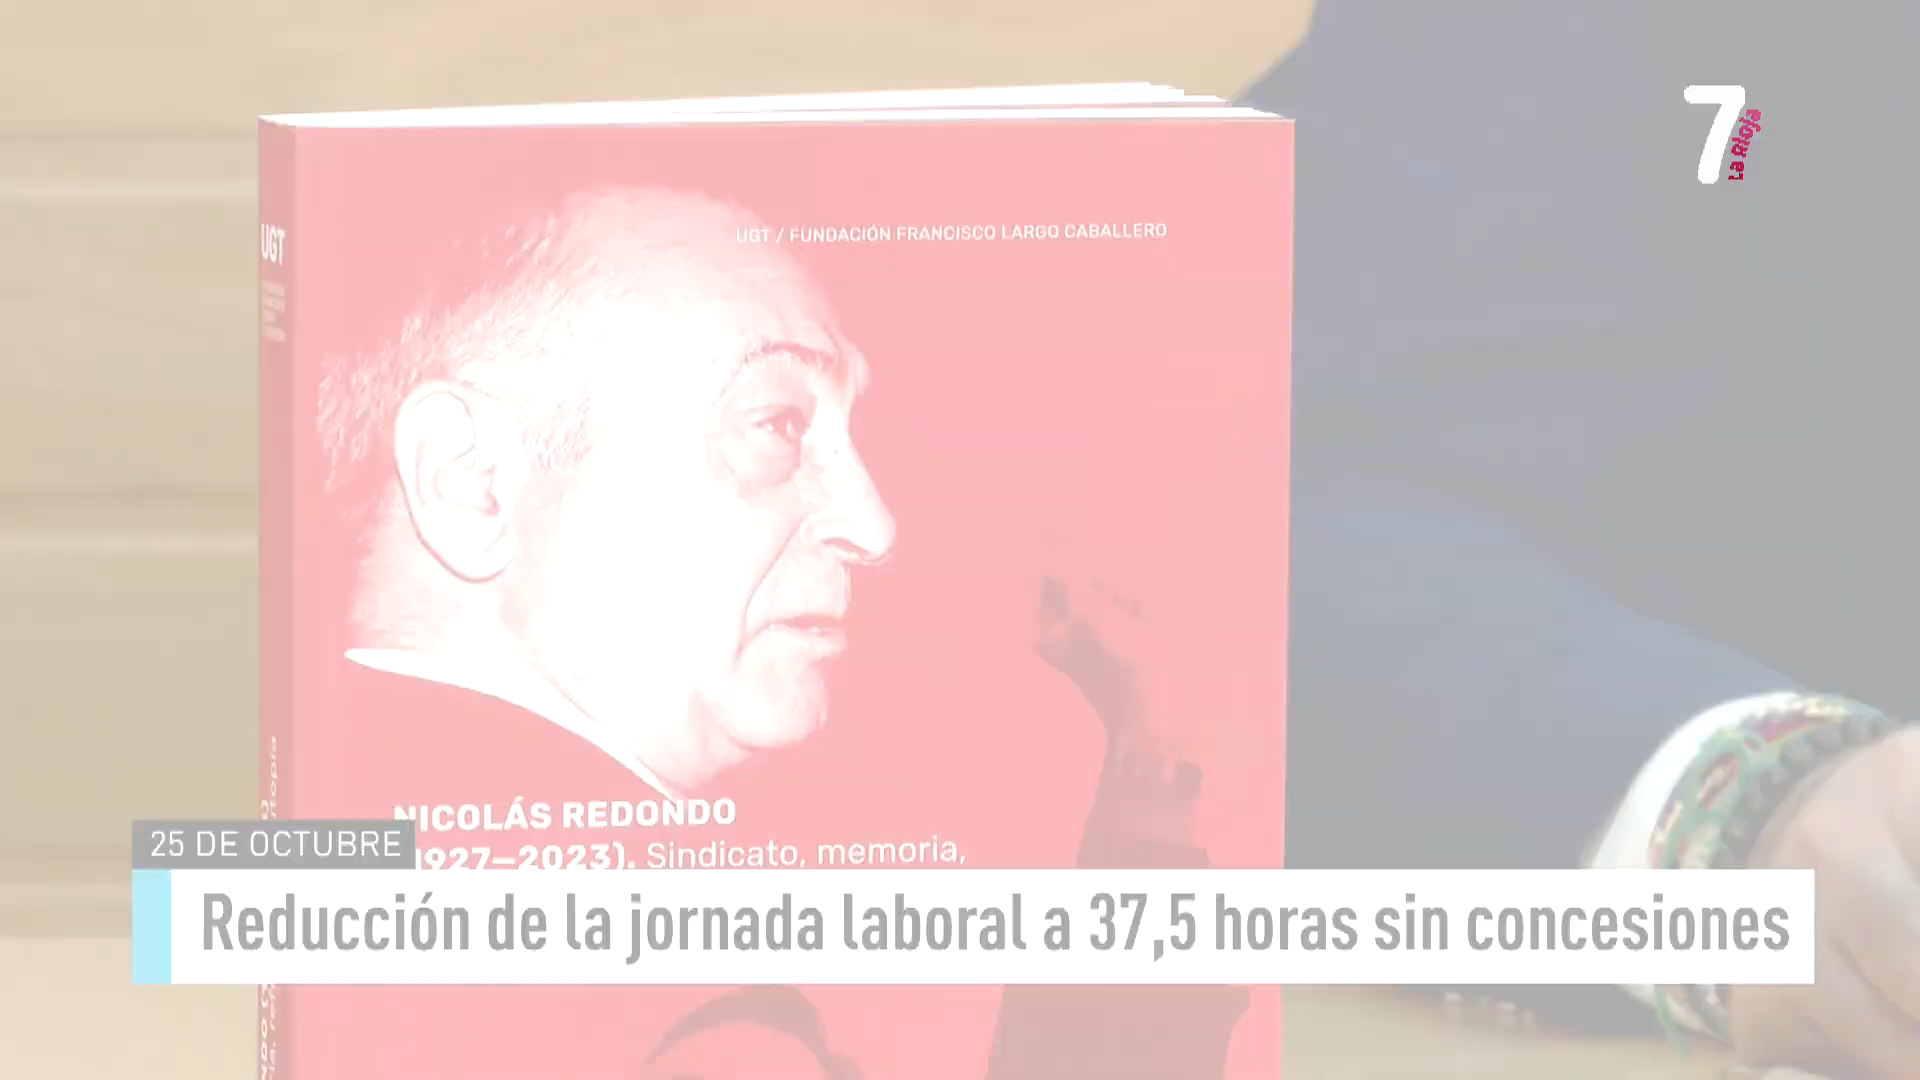 7
La Rioja
UGT
UGT / FUNDACIÓN FRANCISCO LARGO CABALLERO
NICOLÁS REDONDO
1927–2023). Sindicato, memoria,
25 DE OCTUBRE
Reducción de la jornada laboral a 37,5 horas sin concesiones